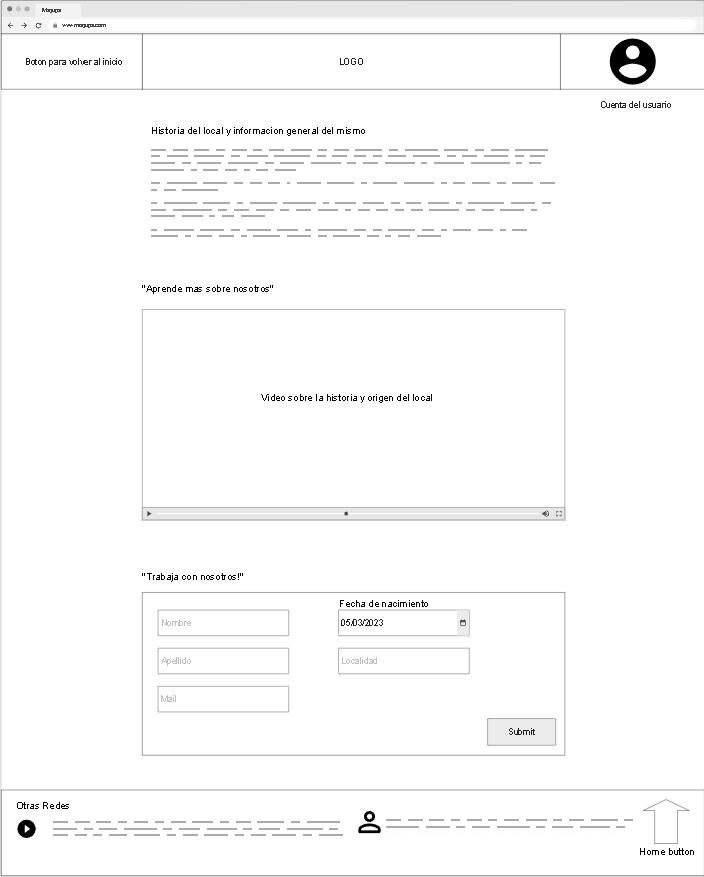 Mogups
www.mogups.com
Boton para volver al inicio
LOGO
Cuenta del usuario
Historia del local y informacion general del mismo
"Aprende mas sobre nosotros"
Video sobre la historia y origen del local
"Trabaja con nosotros!"
Fecha de nacimiento
Nombre
05/03/2023
Apellido
Localidad
Mail
Submit
Otras Redes
Home button